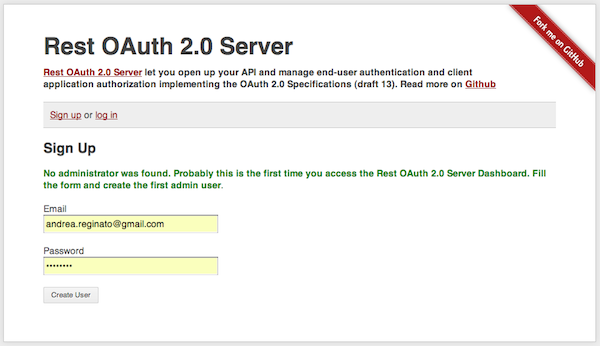 Fork me on GitHub
Rest OAuth 2.0 Server
Rest OAuth 2.0 Server let you open up your API and manage end-user authentication and client
application authorization implementing the OAuth 2.0 Specifications (draft 13). Read more on Github
Sign up or log in
Sign Up
No administrator was found. Probably this is the first time you access the Rest OAuth 2.0 Server Dashboard. Fill
the form and create the first admin user.
Email
andrea.reginato@gmail.com
Password
••••••••
Create User